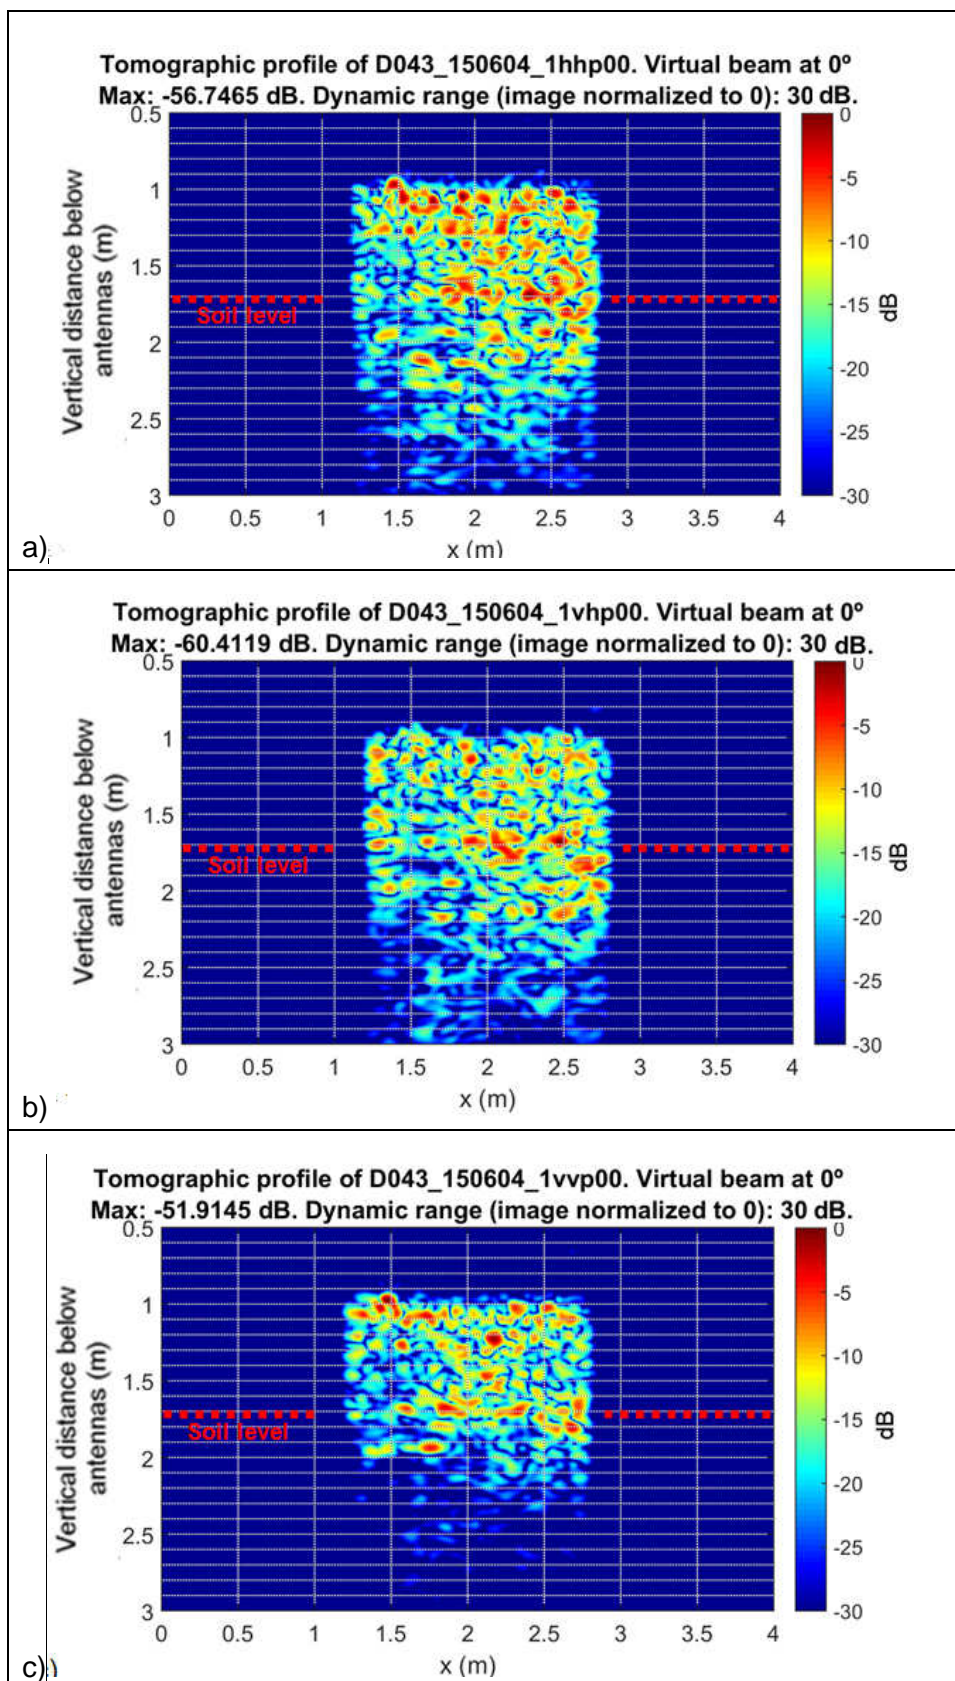 Tomographic profile of D043_150604_1hhp00. Virtual beam at 0º
Max: -56.7465 dB. Dynamic range (image normalized to 0): 30 dB.
Vertical distance below
antennas (m)
0.5
1
1.5
2
2.5
3
Soil level
0 0.5 1 1.5 2 2.5 3 3.5 4
x (m)
0
-5
-10
-15
-20
-25
-30
dB
a)
Tomographic profile of D043_150604_1vhp00. Virtual beam at 0º
Max: -60.4119 dB. Dynamic range (image normalized to 0): 30 dB.
Vertical distance below
antennas (m)
0.5
1
1.5
2
2.5
3
Soil level
0 0.5 1 1.5 2 2.5 3 3.5 4
x (m)
0
-5
-10
-15
-20
-25
-30
dB
b)
Tomographic profile of D043_150604_1vvp00. Virtual beam at 0º
Max: -51.9145 dB. Dynamic range (image normalized to 0): 30 dB.
Vertical distance below
antennas (m)
0.5
1
1.5
2
2.5
3
Soil level
0 0.5 1 1.5 2 2.5 3 3.5 4
x (m)
0
-5
-10
-15
-20
-25
-30
dB
c)